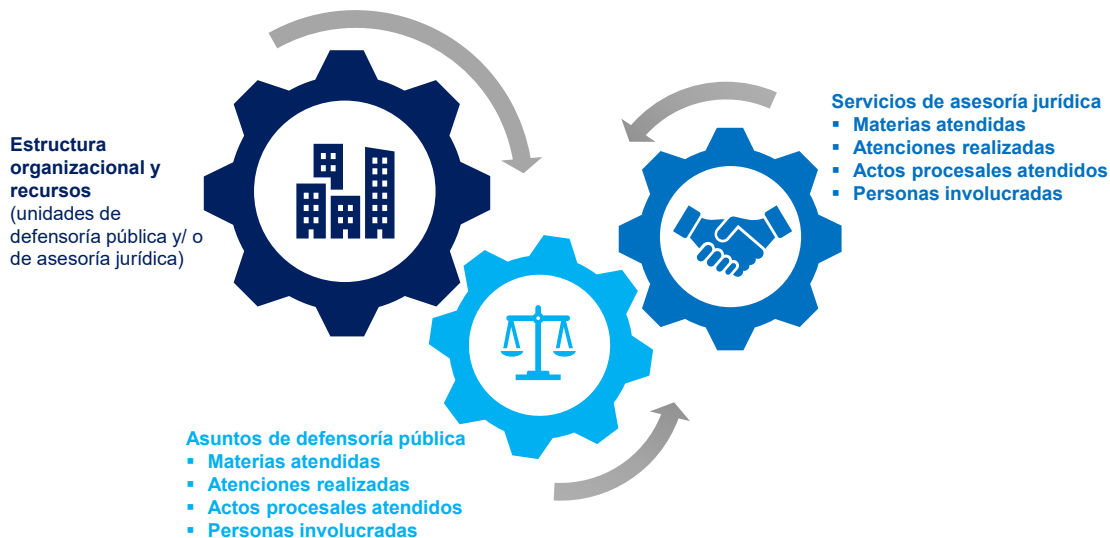 Estructura
organizacional y
recursos
(unidades de
defensoría pública y/ o
de asesoría jurídica)
Servicios de asesoría jurídica
▪ Materias atendidas
▪ Atenciones realizadas
▪ Actos procesales atendidos
▪ Personas involucradas
Asuntos de defensoría pública
▪ Materias atendidas
▪ Atenciones realizadas
▪ Actos procesales atendidos
▪ Personas involucradas